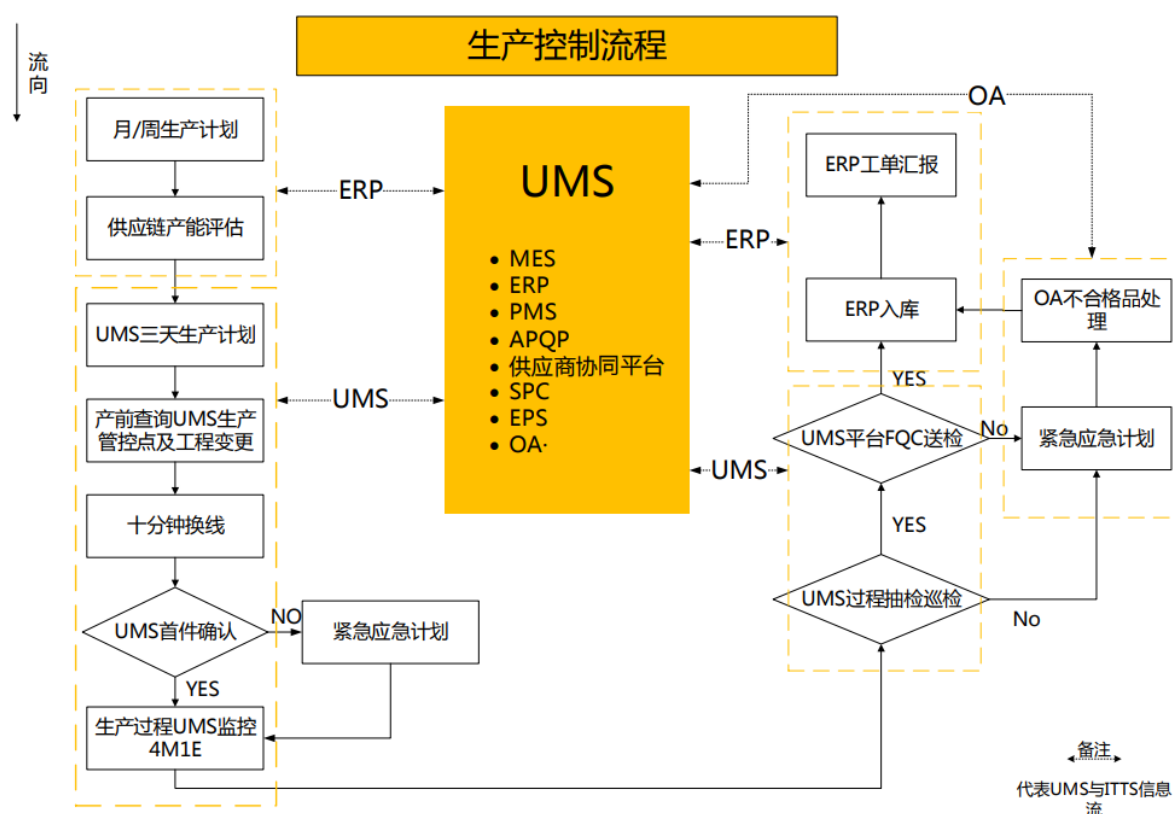 生产控制流程
流
向
月/周生产计划
供应链产能评估
ERP
UMS三天生产计划
产前查询UMS生产
管控点及工程变更
十分钟换线
UMS首件确认
NO
紧急应急计划
YES
生产过程UMS监控
4M1E
UMS
UMS
• MES
• ERP
• PMS
• APQP
• 供应商协同平台
• SPC
• EPS
• OA·
OA
ERP
UMS
ERP工单汇报
ERP入库
OA不合格品处
理
YES
UMS平台FQC送检
No
紧急应急计划
YES
UMS过程抽检巡检
No
备注
代表UMS与ITTS信息
流